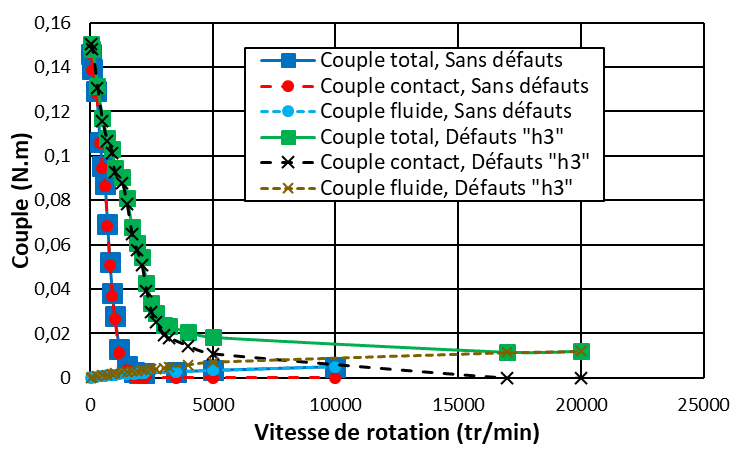 0,16
0,14
0,12
0,1
0,08
0,06
0,04
0,02
0
Couple (N.m)
Couple total, Sans défauts
Couple contact, Sans défauts
Couple fluide, Sans défauts
Couple total, Défauts "h3"
Couple contact, Défauts "h3"
Couple fluide, Défauts "h3"
0 5000 10000 15000 20000 25000
Vitesse de rotation (tr/min)